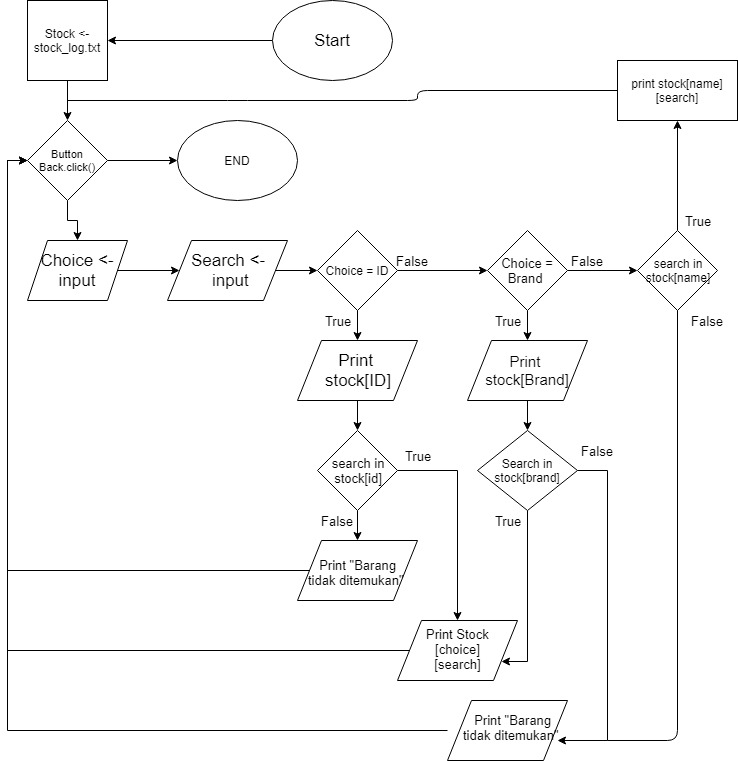 Stock <-
stock_log.txt
Start
print stock[name]
[search]
Button
Back.click()
END
True
Choice <-
input
Search <-
input
Choice = ID
False
Choice =
Brand
False
search in
stock[name]
False
True
True
Print
stock[ID]
Print
stock[Brand]
search in
stock[id]
True
Search in
stock[brand]
False
False
True
Print "Barang
tidak ditemukan"
Print Stock
[choice]
[search]
Print "Barang
tidak ditemukan"